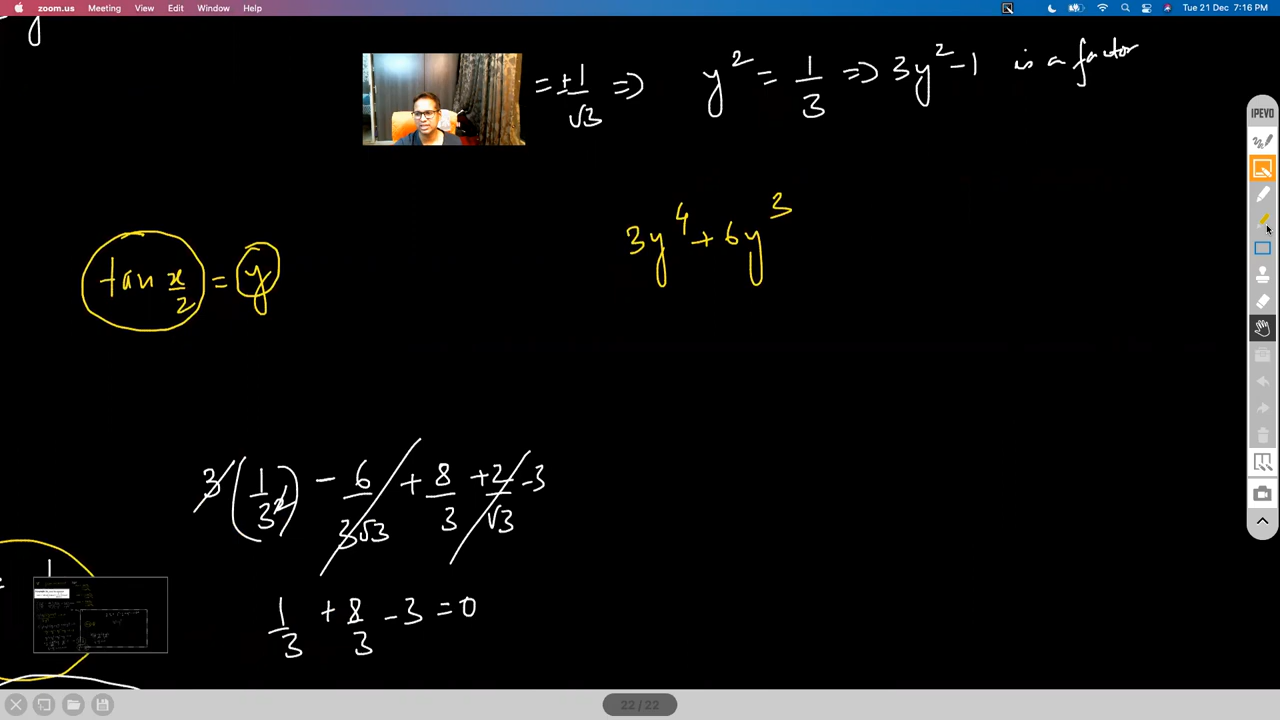 zoom.us Meeting View Edit Window Help Tue 21 Dec 7:16 PM
y
= ±1/√3 => y² = 1/3 => 3y²-1 is a factor
IPEVO
3y⁴ + 6y³
tan x/2 = y
3(1/3²) - 6/3√3 + 8/3 + 2/√3 - 3
1/3 + 8/3 - 3 = 0
22 / 22